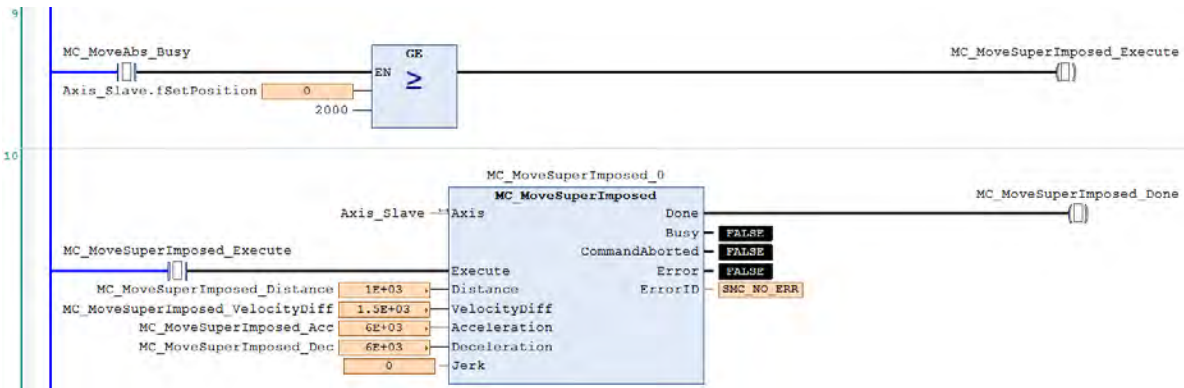 9
MC_MoveAbs_Busy
GE
MC_MoveSuperImposed_Execute
EN
≥
Axis_Slave.fSetPosition 0
2000
10
MC_MoveSuperImposed_0
MC_MoveSuperImposed
MC_MoveSuperImposed_Done
Axis_Slave Axis Done
Busy FALSE
MC_MoveSuperImposed_Execute
CommandAborted FALSE
Execute Error FALSE
MC_MoveSuperImposed_Distance 1E+03 Distance ErrorID SMC_NO_ERR
MC_MoveSuperImposed_VelocityDiff 1.5E+03 VelocityDiff
MC_MoveSuperImposed_Acc 6E+03 Acceleration
MC_MoveSuperImposed_Dec 6E+03 Deceleration
0 Jerk